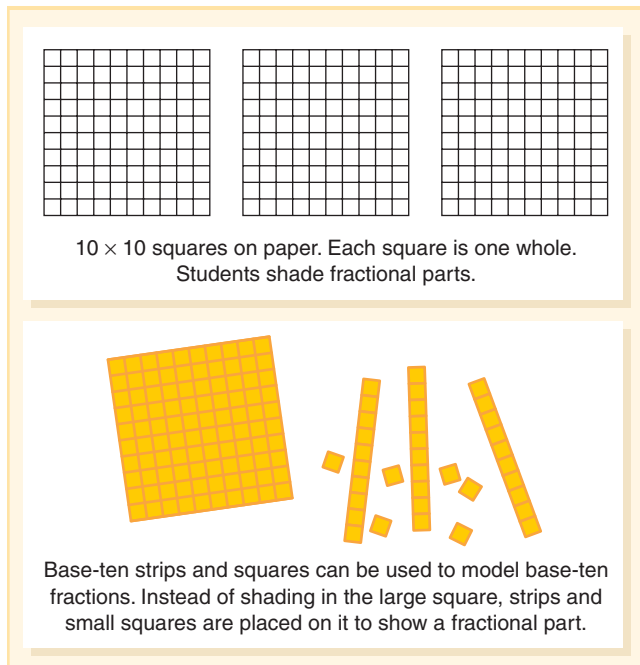 10 × 10 squares on paper. Each square is one whole.
Students shade fractional parts.
Base-ten strips and squares can be used to model base-ten
fractions. Instead of shading in the large square, strips and
small squares are placed on it to show a fractional part.